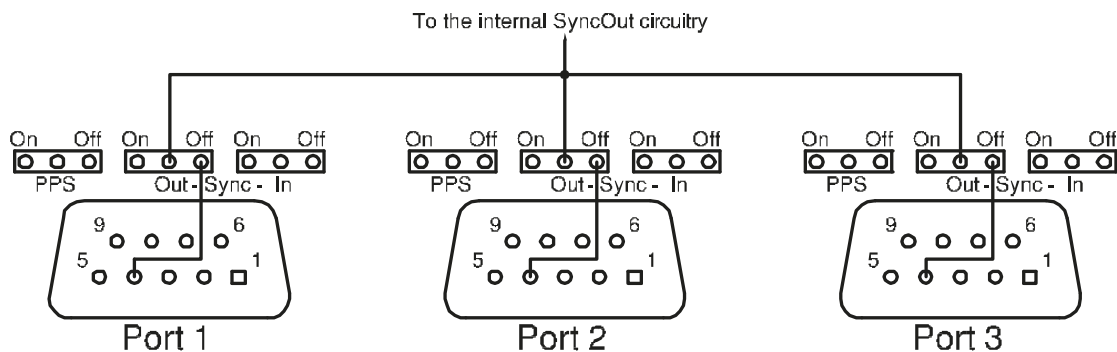 To the internal SyncOut circuitry
On Off On Off On Off On Off On Off On Off On Off On Off On Off
PPS Out - Sync - In PPS Out - Sync - In PPS Out - Sync - In
9 6 9 6 9 6
5 1 5 1 5 1
Port 1 Port 2 Port 3